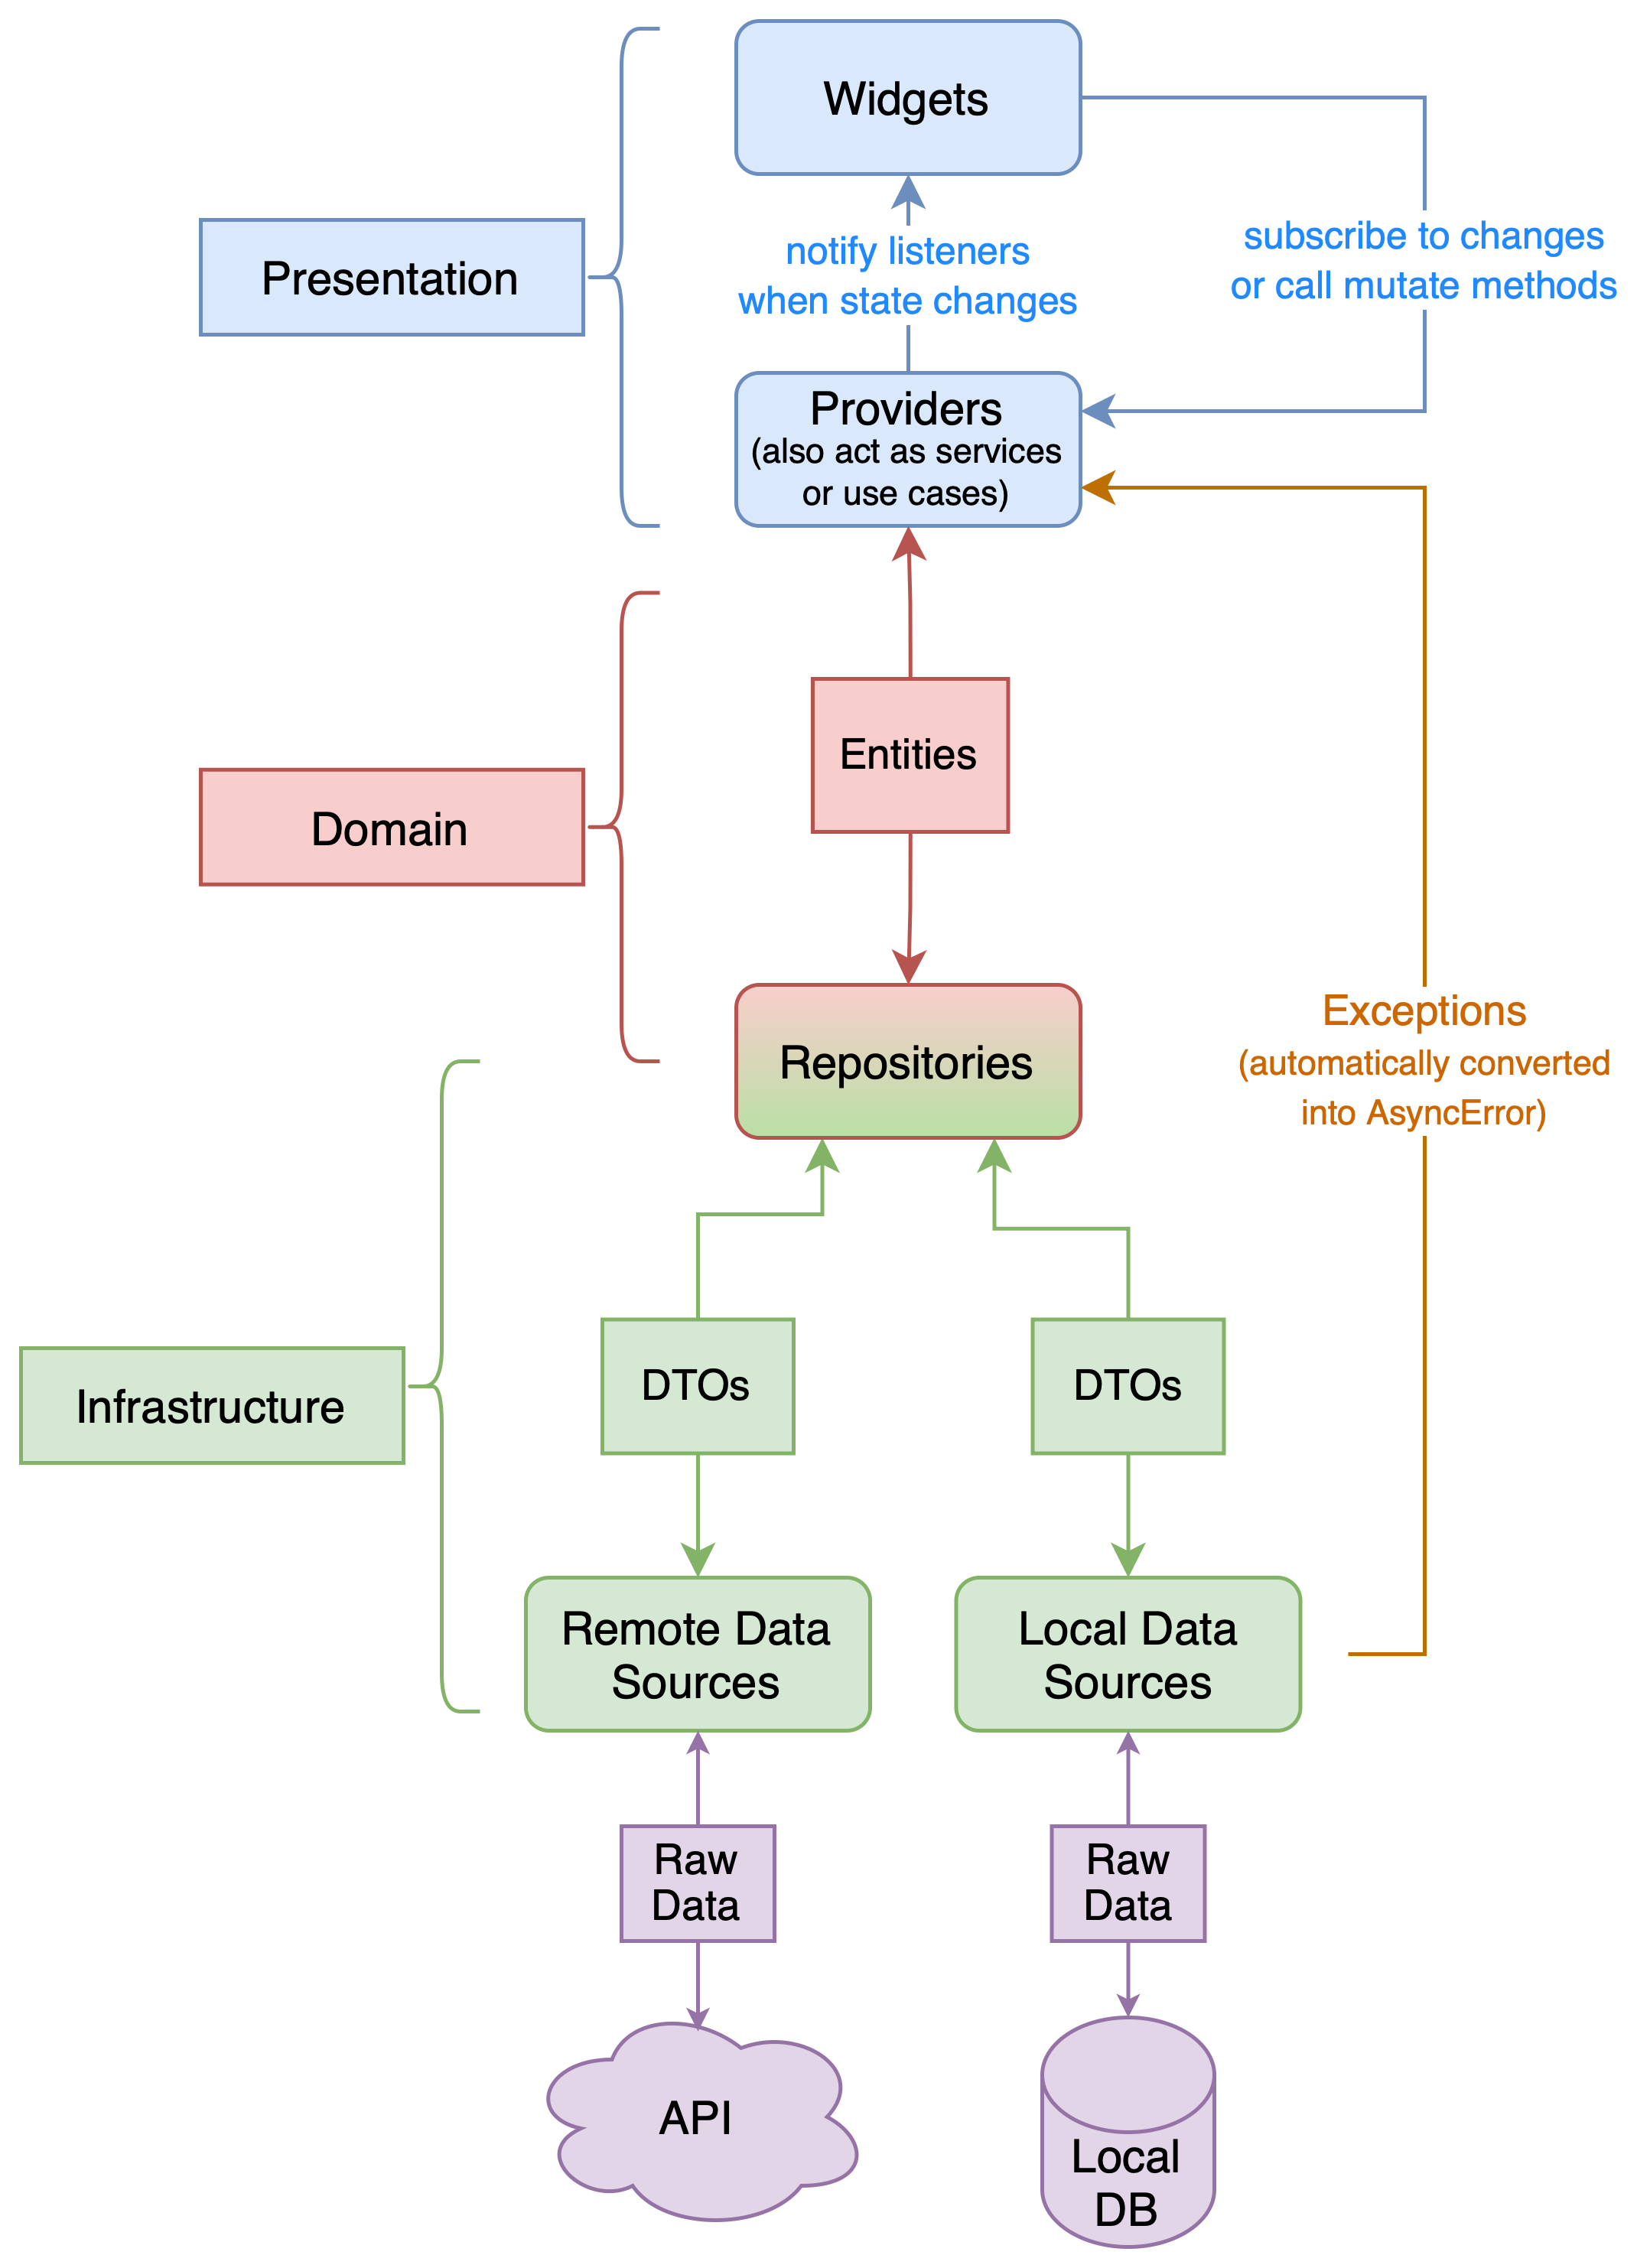 Widgets
Presentation
notify listeners
when state changes
subscribe to changes
or call mutate methods
Providers
(also act as services
or use cases)
Entities
Domain
Repositories
Exceptions
(automatically converted
into AsyncError)
Infrastructure
DTOs
DTOs
Remote Data
Sources
Local Data
Sources
Raw
Data
Raw
Data
API
Local
DB